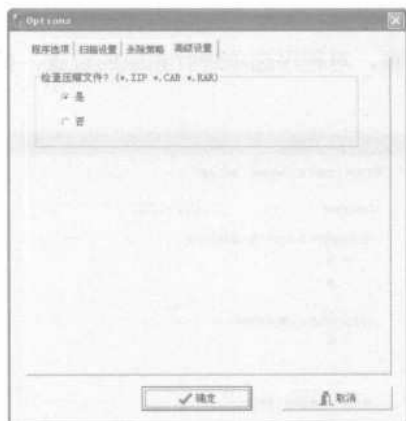 Options
程序选项 扫描设置 杀除策略 高级设置
检查压缩文件? (*.ZIP *.CAB *.RAR)
是
否
确定 取消